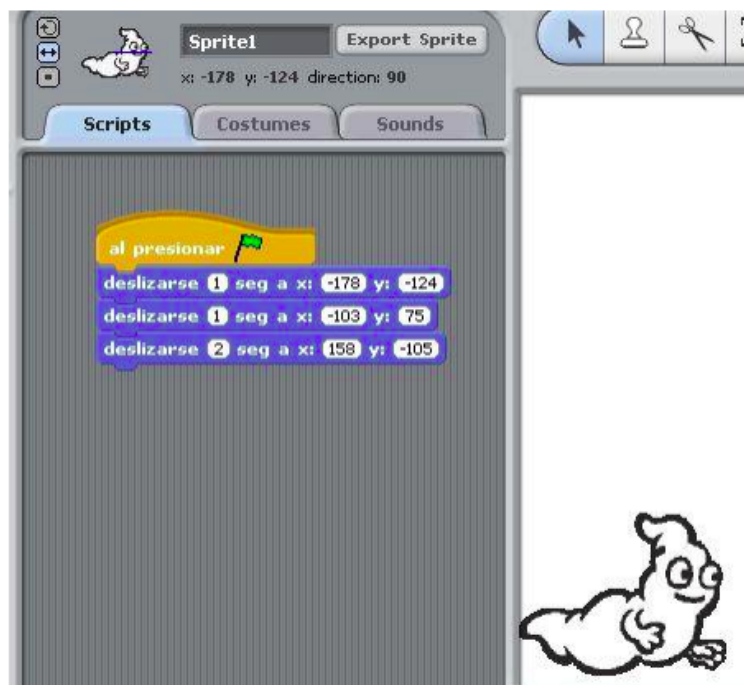 Sprite1 Export Sprite
x: -178 y: -124 direction: 90
Scripts Costumes Sounds
al presionar
deslizarse 1 seg a x: -178 y: -124
deslizarse 1 seg a x: -103 y: 75
deslizarse 2 seg a x: 158 y: -105